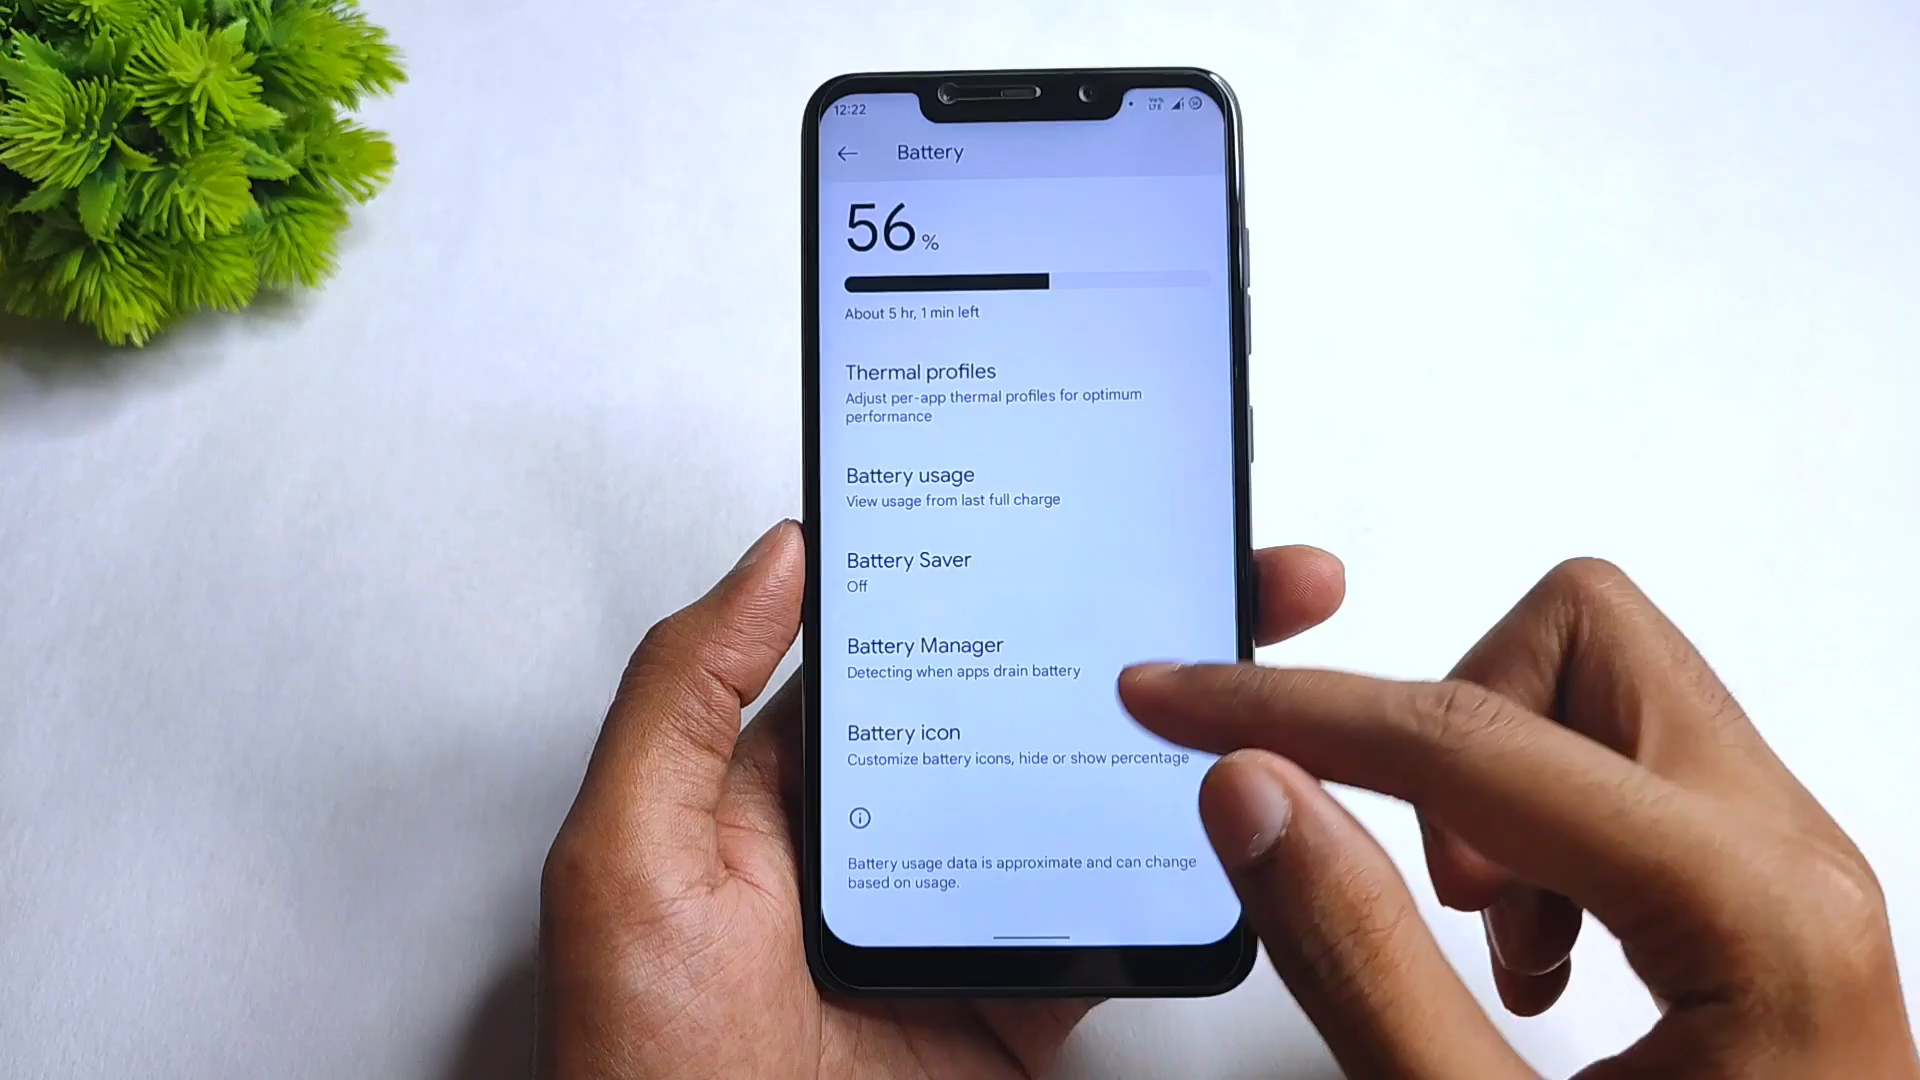 12:22
Battery
56 %
About 5 hr, 1 min left
Thermal profiles
Adjust per-app thermal profiles for optimum
performance
Battery usage
View usage from last full charge
Battery Saver
Off
Battery Manager
Detecting when apps drain battery
Battery icon
Customize battery icons, hide or show percentage
Battery usage data is approximate and can change
based on usage.